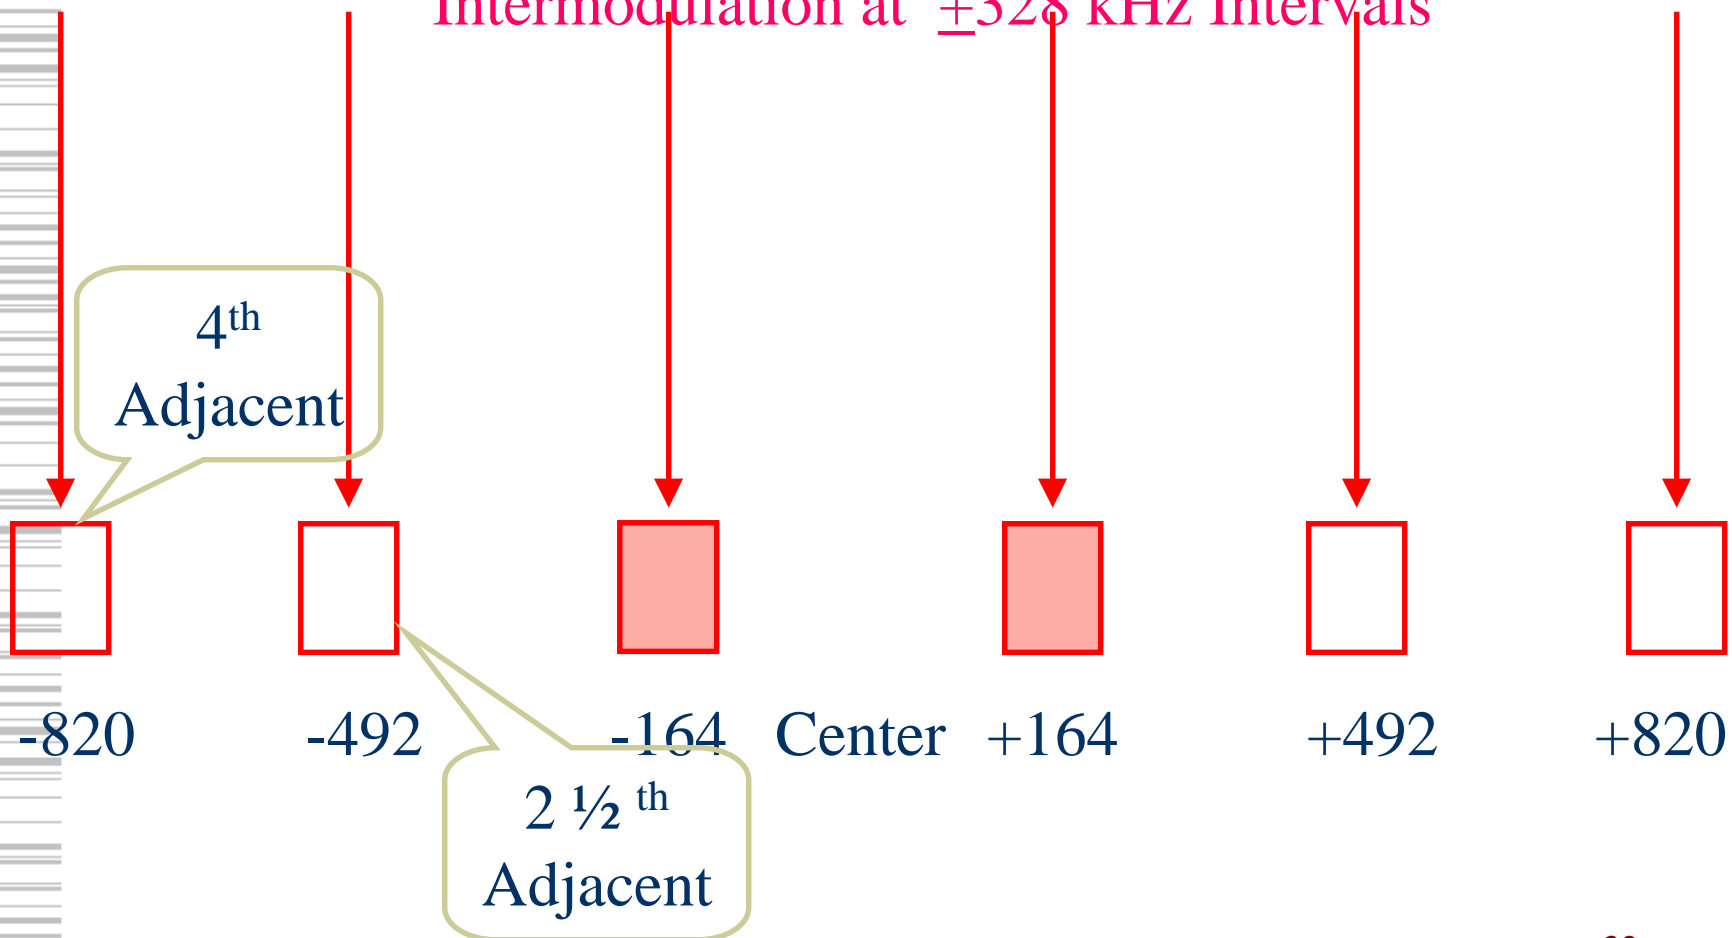 Intermodulation at ±328 kHz Intervals
4th
Adjacent
-820 -492 -164 Center +164 +492 +820
2 ½ th
Adjacent